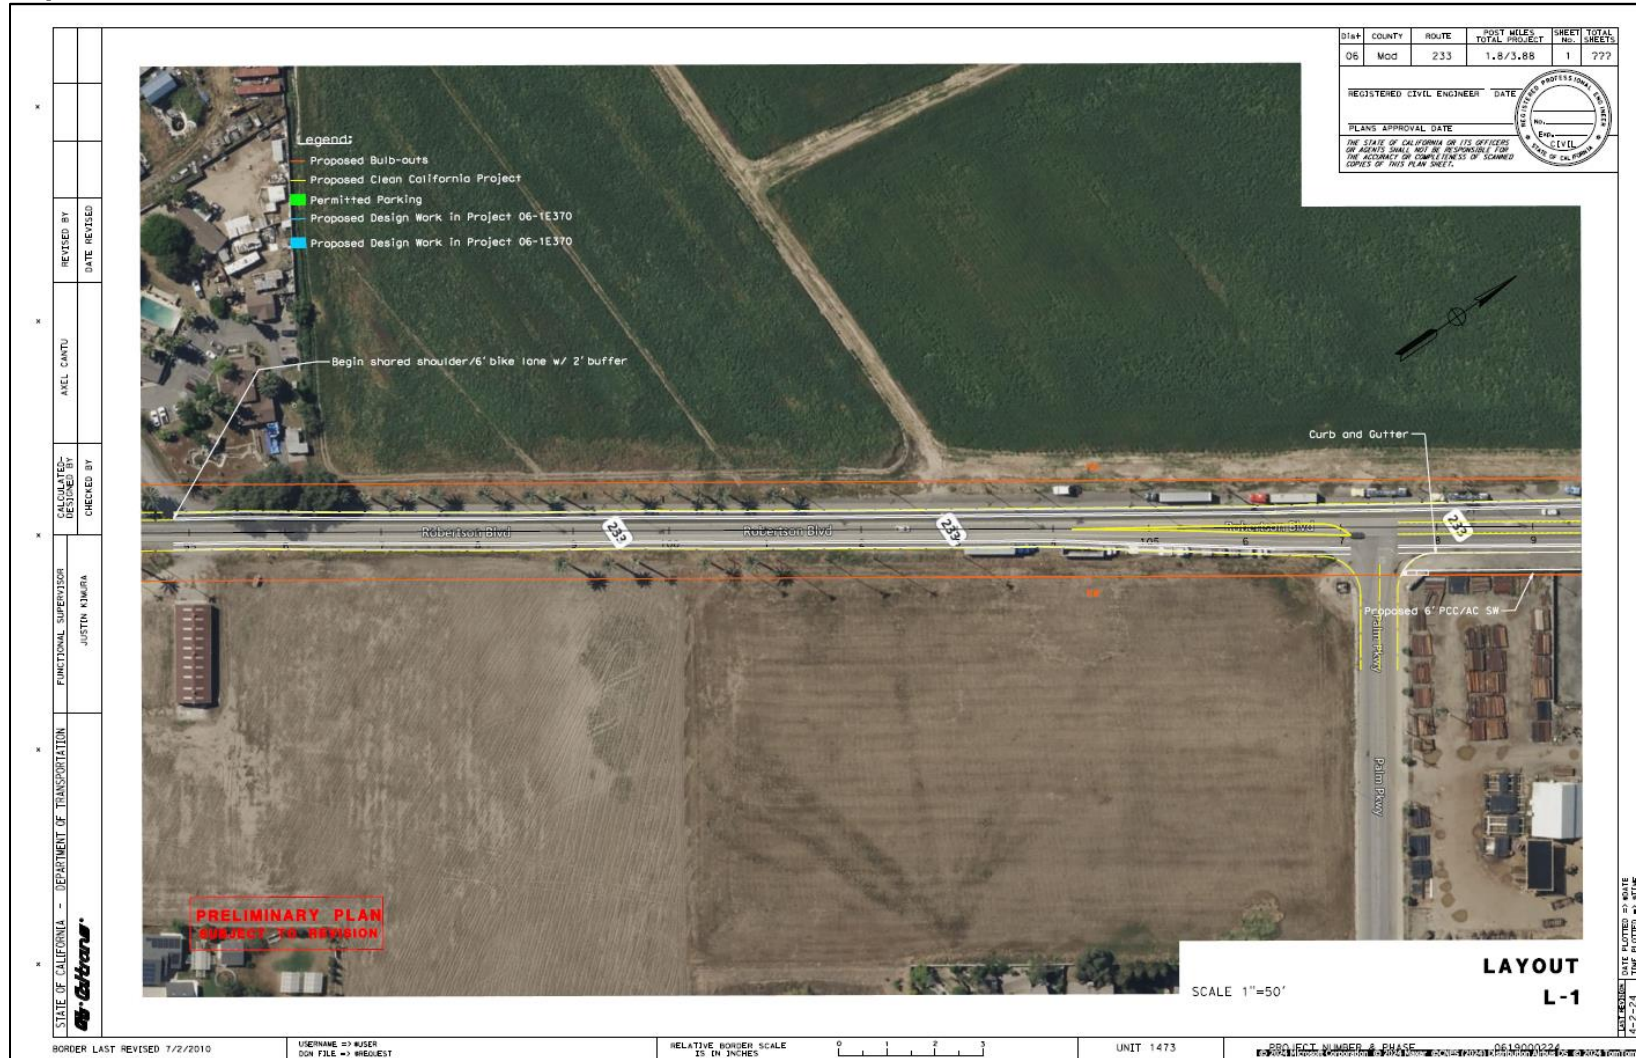 Dist COUNTY ROUTE POST MILES TOTAL PROJECT SHEET No. TOTAL SHEETS
06 Mad 233 1.8/3.88 1 ???
REGISTERED CIVIL ENGINEER DATE
PLANS APPROVAL DATE
THE STATE OF CALIFORNIA OR ITS OFFICERS
OR AGENTS SHALL NOT BE RESPONSIBLE FOR
THE ACCURACY OR COMPLETENESS OF SCANNED
COPIES OF THIS PLAN SHEET.
REGISTERED PROFESSIONAL ENGINEER
No.
Exp.
CIVIL
STATE OF CALIFORNIA
Legend:
Proposed Bulb-outs
Proposed Clean California Project
Permitted Parking
Proposed Design Work in Project 06-1E370
Proposed Design Work in Project 06-1E370
Begin shared shoulder/6' bike lane w/ 2' buffer
Curb and Gutter
Robertson Blvd
233
Robertson Blvd
233
Robertson Blvd
233
105
6
7
8
9
Proposed 6' PCC/AC SW
Palm Pkwy
Palm Pkwy
PRELIMINARY PLAN
SUBJECT TO REVISION
LAYOUT
SCALE 1"=50'
L-1
REVISED BY
DATE REVISED
AXEL CANTU
CALCULATED-
DESIGNED BY
CHECKED BY
FUNCTIONAL SUPERVISOR
JUSTIN KIMURA
STATE OF CALIFORNIA - DEPARTMENT OF TRANSPORTATION
Caltrans
BORDER LAST REVISED 7/2/2010
USERNAME => #USER
DGN FILE => #REQUEST
RELATIVE BORDER SCALE
IS IN INCHES
0 1 2 3
UNIT 1473
PROJECT NUMBER & PHASE
LAST REVISION
4-2-24
DATE PLOTTED => #DATE
TIME PLOTTED => #TIME